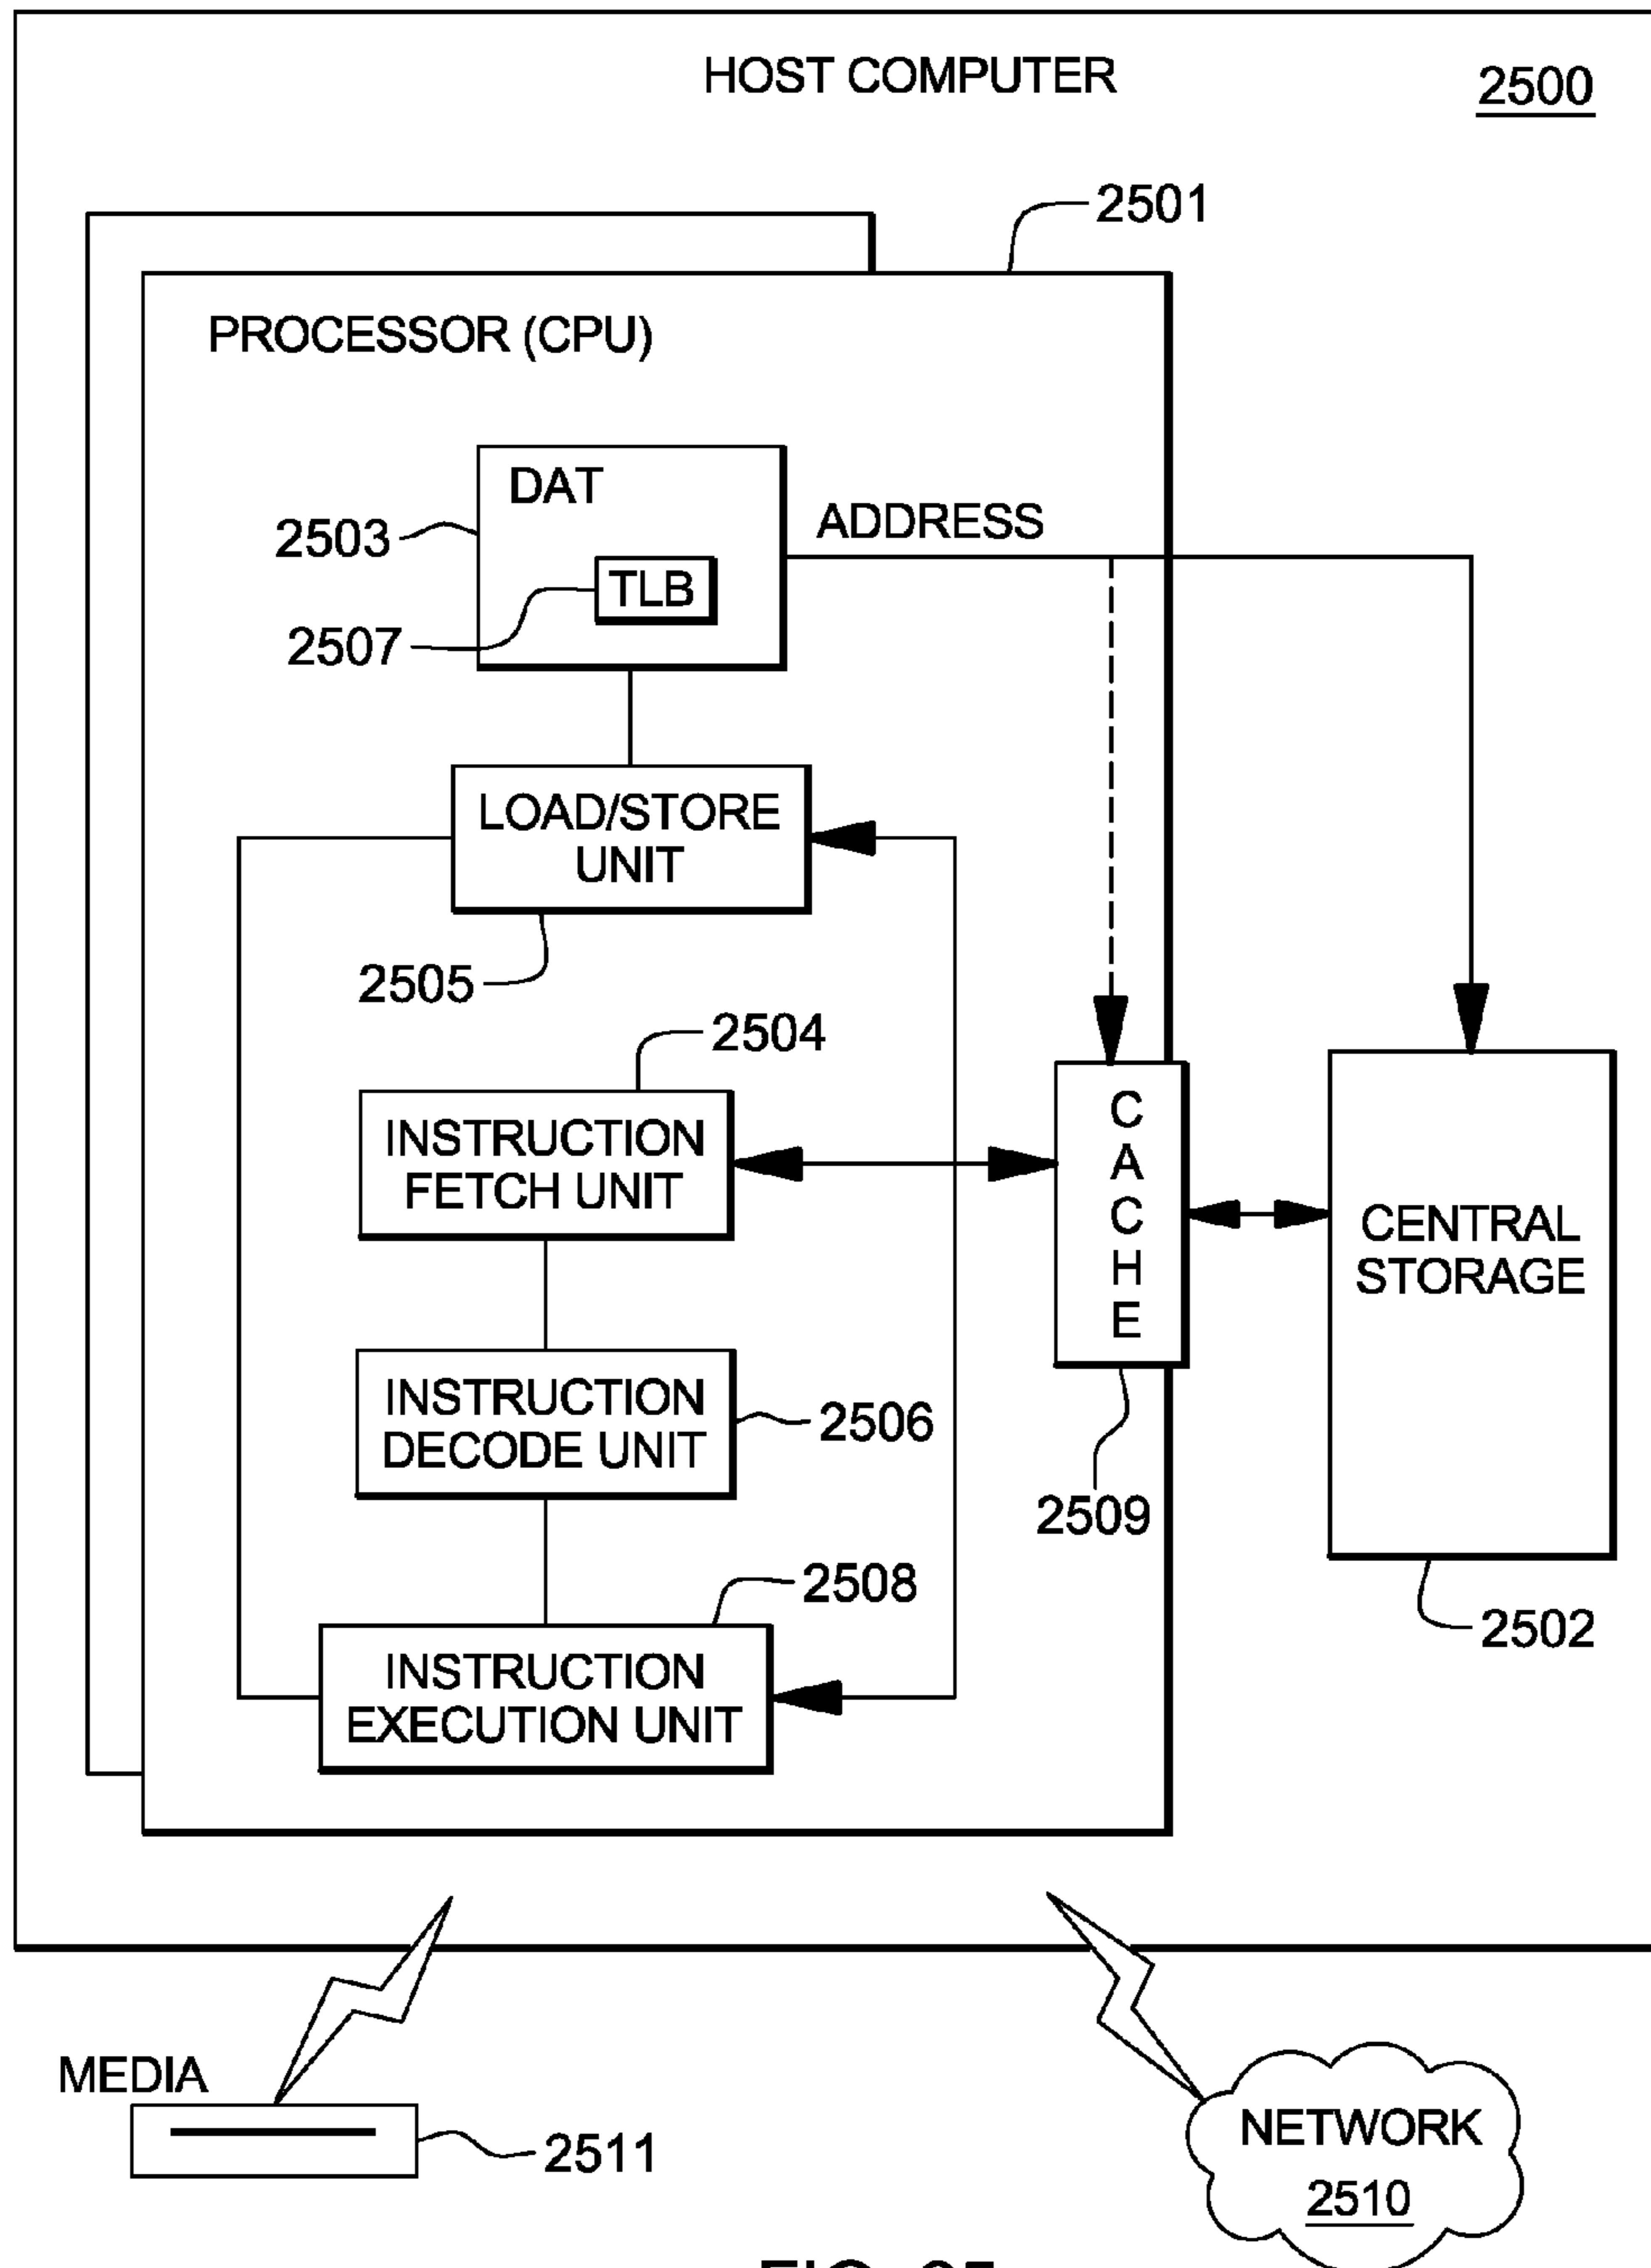 HOST COMPUTER
2500
2501
PROCESSOR (CPU)
DAT
2503
ADDRESS
TLB
2507
LOAD/STORE
UNIT
2505
2504
INSTRUCTION
FETCH UNIT
CACHE
CENTRAL
STORAGE
INSTRUCTION
DECODE UNIT
2506
2509
2508
2502
INSTRUCTION
EXECUTION UNIT
MEDIA
2511
NETWORK
2510